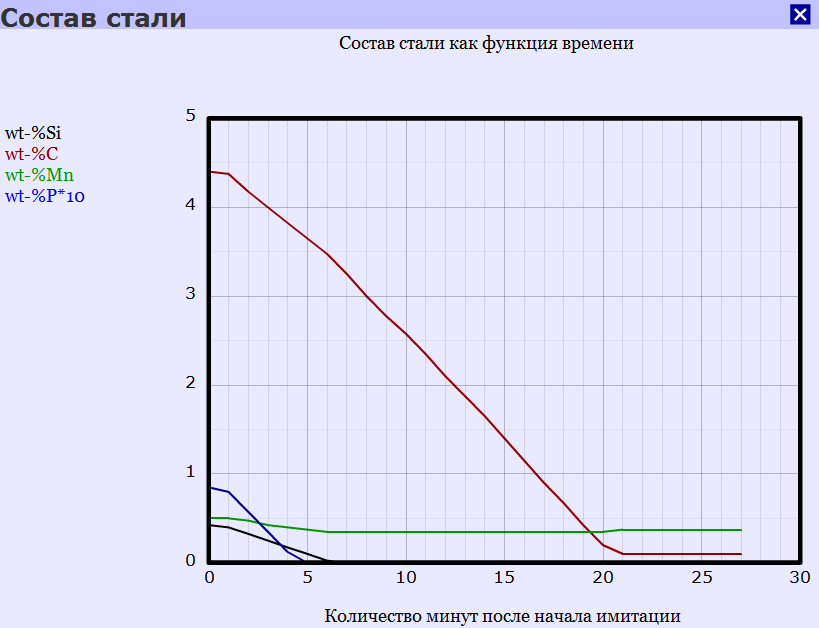 Состав стали
Состав стали как функция времени
wt-%Si
wt-%C
wt-%Mn
wt-%P*10
5
4
3
2
1
0
0 5 10 15 20 25 30
Количество минут после начала имитации